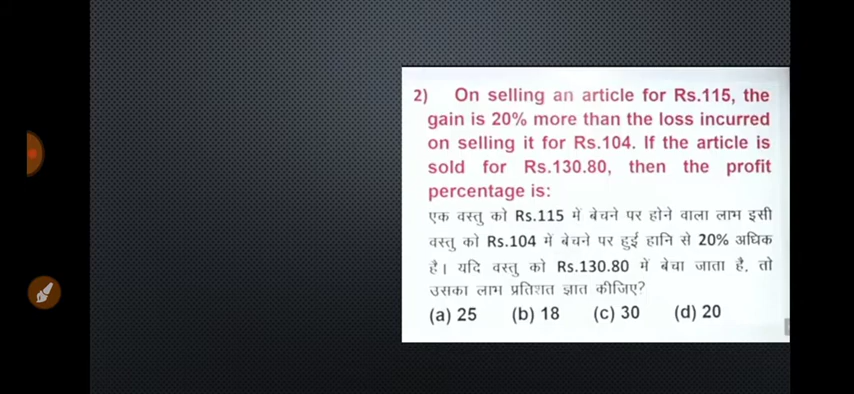 2) On selling an article for Rs.115, the
gain is 20% more than the loss incurred
on selling it for Rs.104. If the article is
sold for Rs.130.80, then the profit
percentage is:
एक वस्तु को Rs.115 में बेचने पर होने वाला लाभ इसी
वस्तु को Rs.104 में बेचने पर हुई हानि से 20% अधिक
है। यदि वस्तु को Rs.130.80 में बेचा जाता है, तो
उसका लाभ प्रतिशत ज्ञात कीजिए?
(a) 25 (b) 18 (c) 30 (d) 20